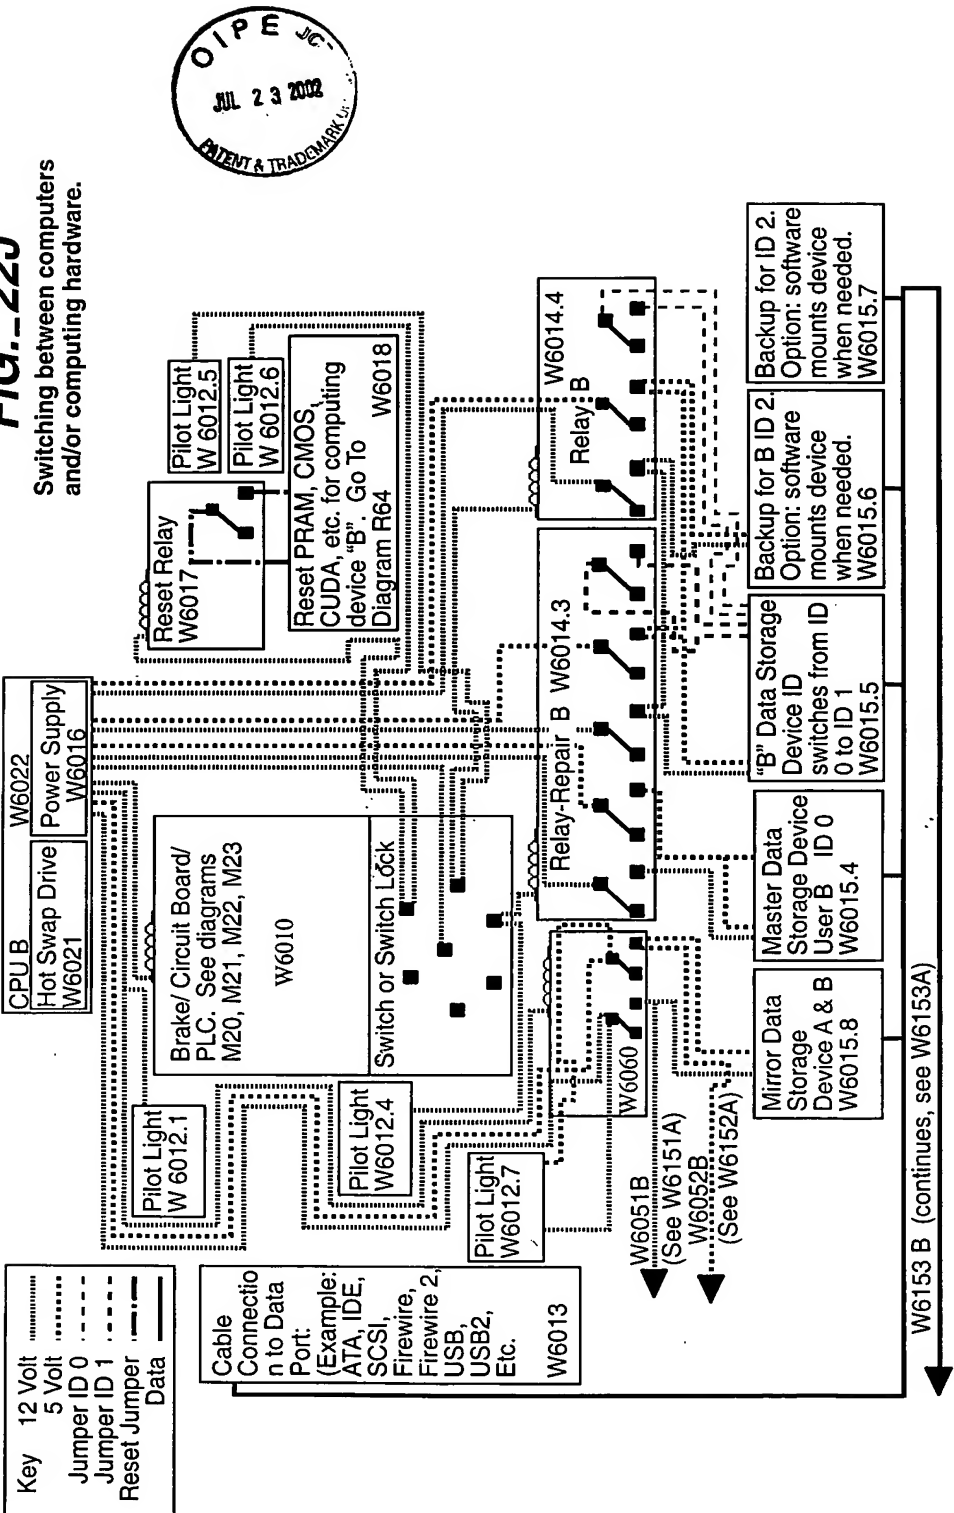 FIG._22J
Switching between computers
and/or computing hardware.
OIPE JC
JUL 23 2002
PATENT & TRADEMARK
Key 12 Volt
5 Volt
Jumper ID 0
Jumper ID 1
Reset Jumper
Data
CPU B W6022
Hot Swap Drive
W6021
Power Supply
W6016
Reset Relay
W6017
Pilot Light
W 6012.5
Pilot Light
W 6012.6
Reset PRAM, CMOS,
CUDA, etc. for computing
device "B". Go To
Diagram R64 W6018
Pilot Light
W 6012.1
Brake/ Circuit Board/
PLC. See diagrams
M20, M21, M22, M23
W6010
Switch or Switch Lock
Pilot Light
W6012.4
Pilot Light
W6012.7
Cable
Connectio
n to Data
Port:
(Example:
ATA, IDE,
SCSI,
Firewire,
Firewire 2,
USB,
USB2,
Etc.
W6013
W6060
Relay-Repair B W6014.3
Relay B
W6014.4
W6051B
(See W6151A)
W6052B
(See W6152A)
Mirror Data
Storage
Device A & B
W6015.8
Master Data
Storage Device
User B ID 0
W6015.4
"B" Data Storage
Device ID
switches from ID
0 to ID 1
W6015.5
Backup for ID 2.
Option: software
mounts device
when needed.
W6015.6
Backup for ID 2.
Option: software
mounts device
when needed.
W6015.7
W6153 B (continues, see W6153A)